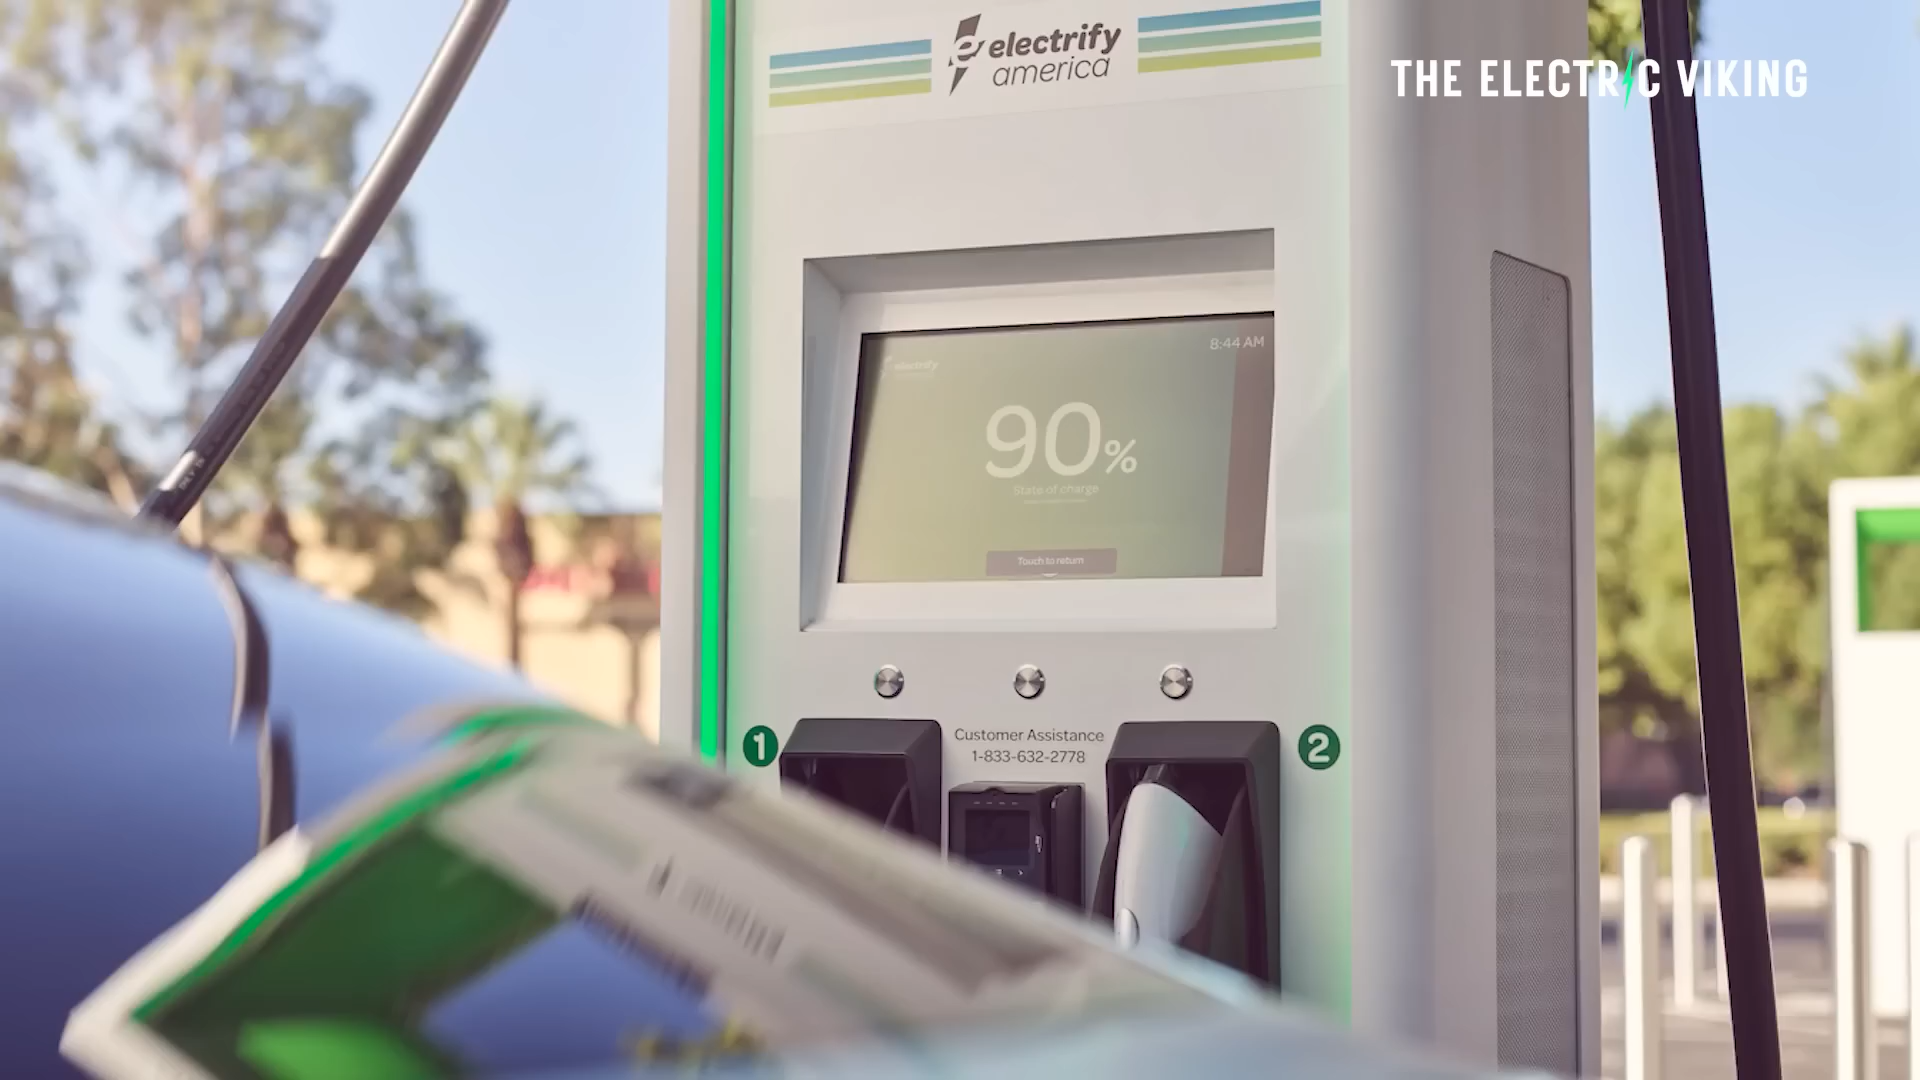 electrify
america
THE ELECTRIC VIKING
8:44 AM
electrify
90%
State of charge
Touch to return
1
Customer Assistance
1-833-632-2778
2